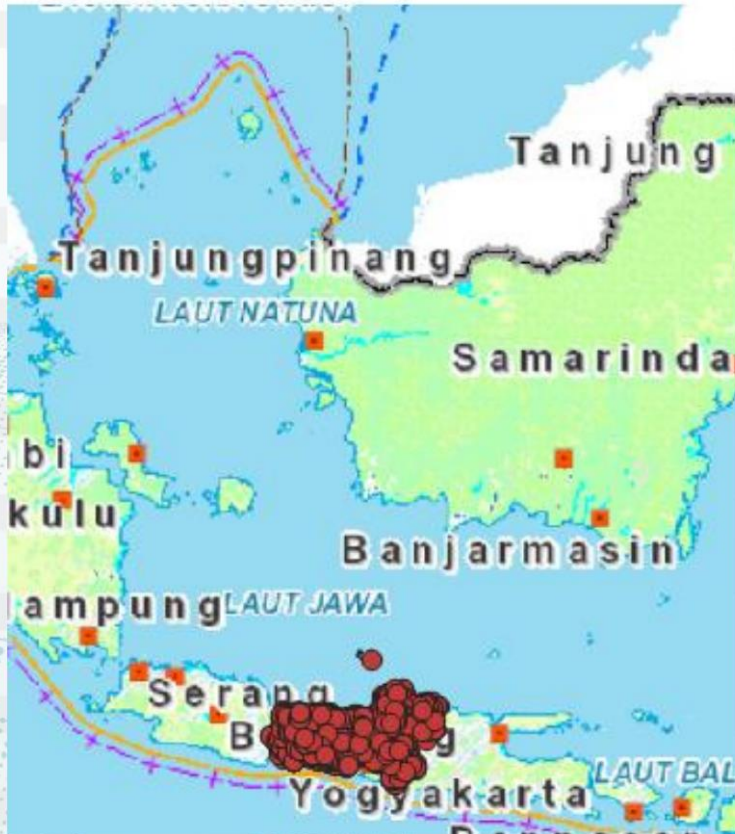 Tanjung
Tanjungpinang
LAUT NATUNA
Samarinda
bi
kulu
Banjarmasin
ampung
LAUT JAWA
Serang
B
g
Yogyakarta
LAUT BAL